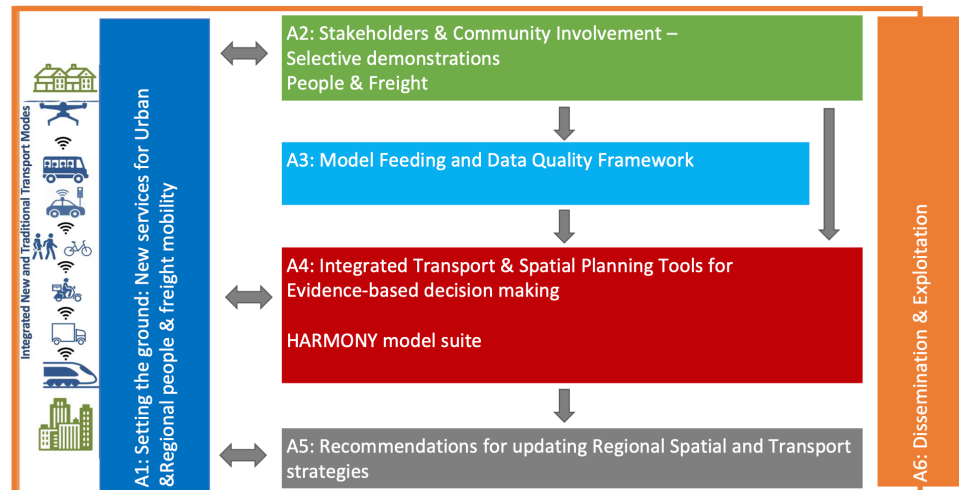 Integrated New and Traditional Transport Modes
A1: Setting the ground: New services for Urban
&Regional people & freight mobility
A2: Stakeholders & Community Involvement –
Selective demonstrations
People & Freight
A3: Model Feeding and Data Quality Framework
A4: Integrated Transport & Spatial Planning Tools for
Evidence-based decision making
HARMONY model suite
A5: Recommendations for updating Regional Spatial and Transport
strategies
A6: Dissemination & Exploitation